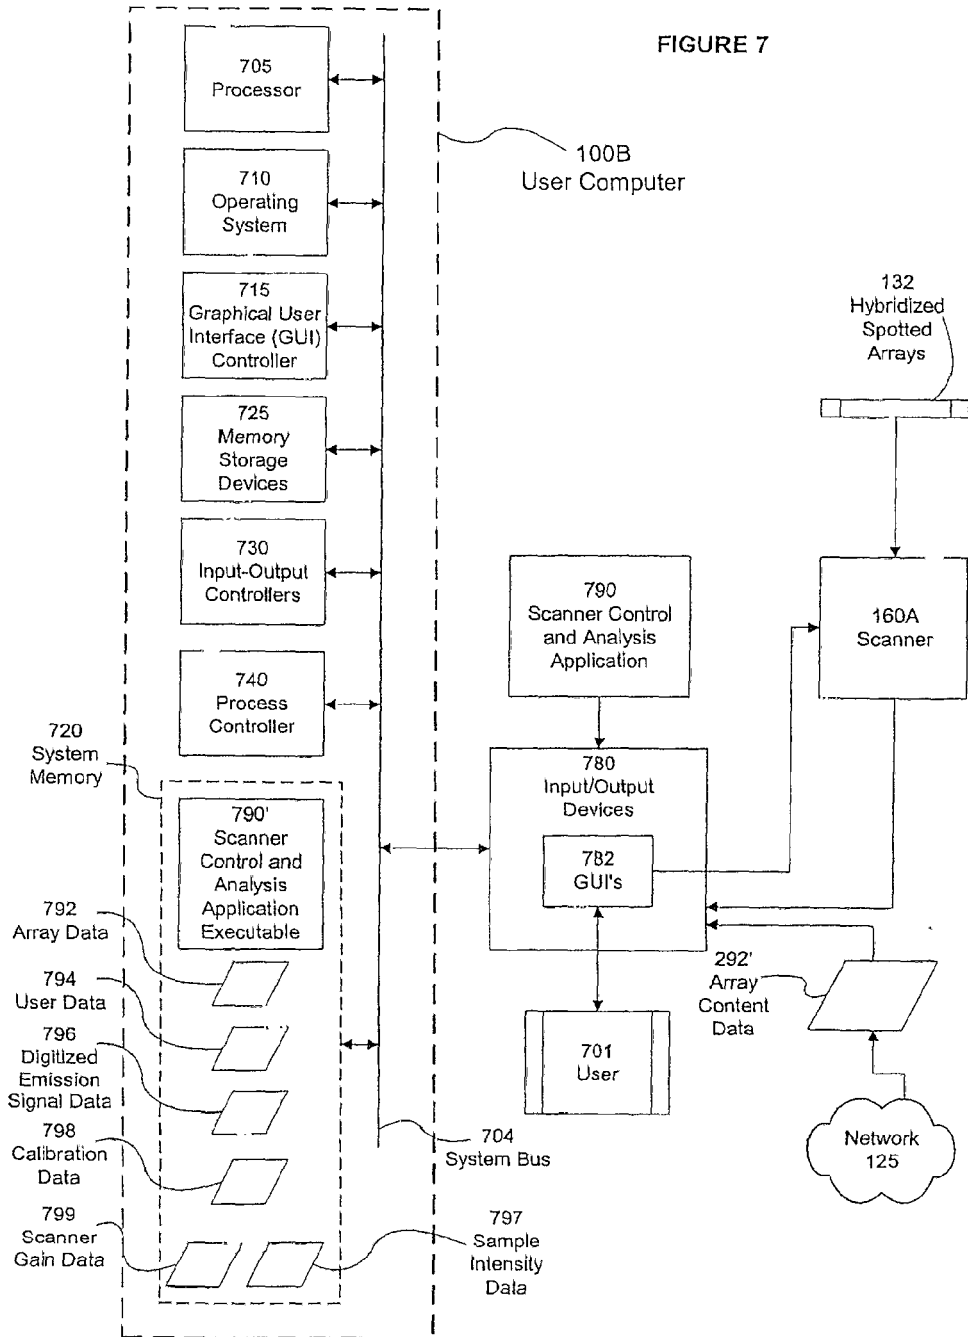 FIGURE 7
705
Processor
710
Operating
System
715
Graphical User
Interface (GUI)
Controller
725
Memory
Storage
Devices
730
Input-Output
Controllers
740
Process
Controller
720
System
Memory
790'
Scanner
Control and
Analysis
Application
Executable
792
Array Data
794
User Data
796
Digitized
Emission
Signal Data
798
Calibration
Data
799
Scanner
Gain Data
797
Sample
Intensity
Data
704
System Bus
100B
User Computer
132
Hybridized
Spotted
Arrays
790
Scanner Control
and Analysis
Application
160A
Scanner
780
Input/Output
Devices
782
GUI's
701
User
292'
Array
Content
Data
Network
125